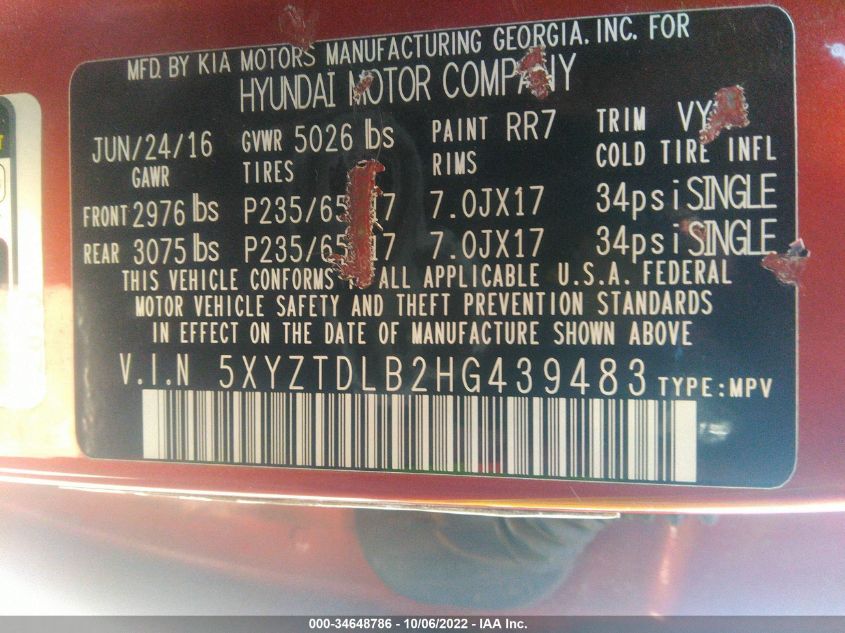 MFD. BY KIA MOTORS MANUFACTURING GEORGIA. INC. FOR
HYUNDAI MOTOR COMPANY
JUN/24/16 GVWR 5026 lbs PAINT RR7 TRIM VY
GAWR TIRES RIMS COLD TIRE INFL
FRONT 2976 lbs P235/65 17 7.0JX17 34psi SINGLE
REAR 3075 lbs P235/65 17 7.0JX17 34psi SINGLE
THIS VEHICLE CONFORMS ALL APPLICABLE U.S.A. FEDERAL
MOTOR VEHICLE SAFETY AND THEFT PREVENTION STANDARDS
IN EFFECT ON THE DATE OF MANUFACTURE SHOWN ABOVE
V.I.N 5XYZTDLB2HG439483 TYPE:MPV
000-34648786 - 10/06/2022 - IAA Inc.